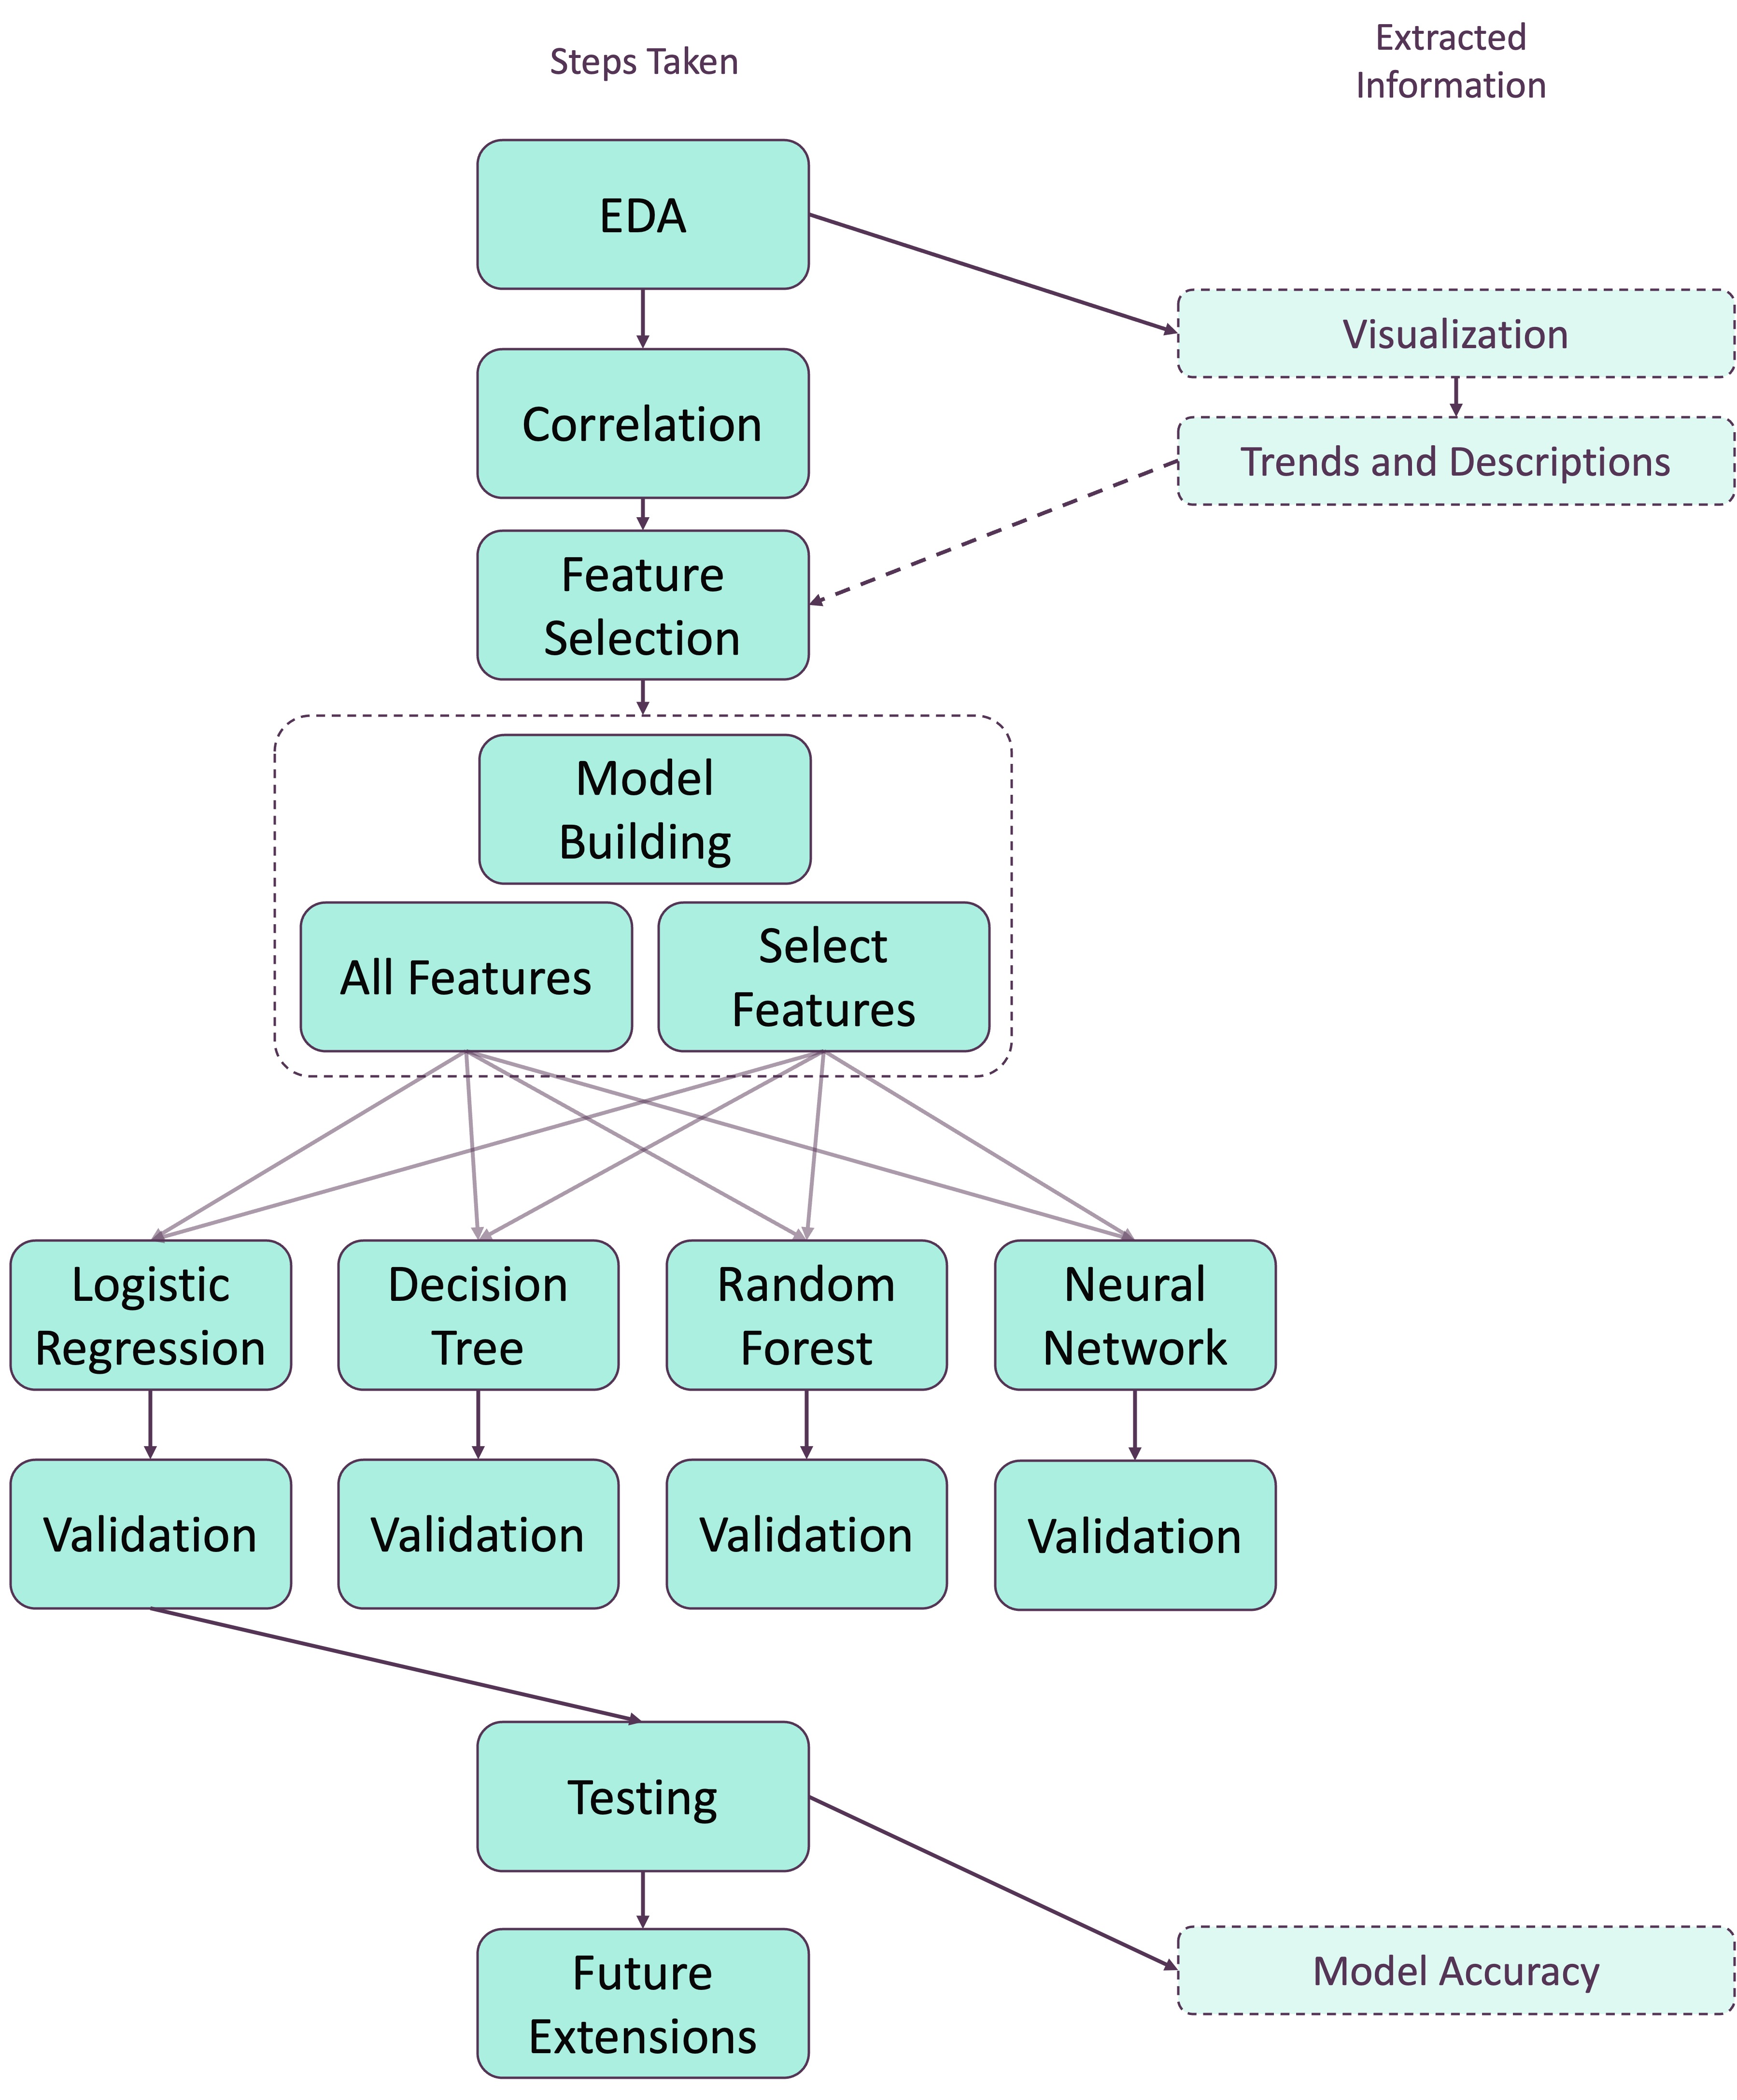 Steps Taken
Extracted
Information
EDA
Visualization
Correlation
Trends and Descriptions
Feature
Selection
Model
Building
All Features
Select
Features
Logistic
Regression
Decision
Tree
Random
Forest
Neural
Network
Validation
Validation
Validation
Validation
Testing
Future
Extensions
Model Accuracy